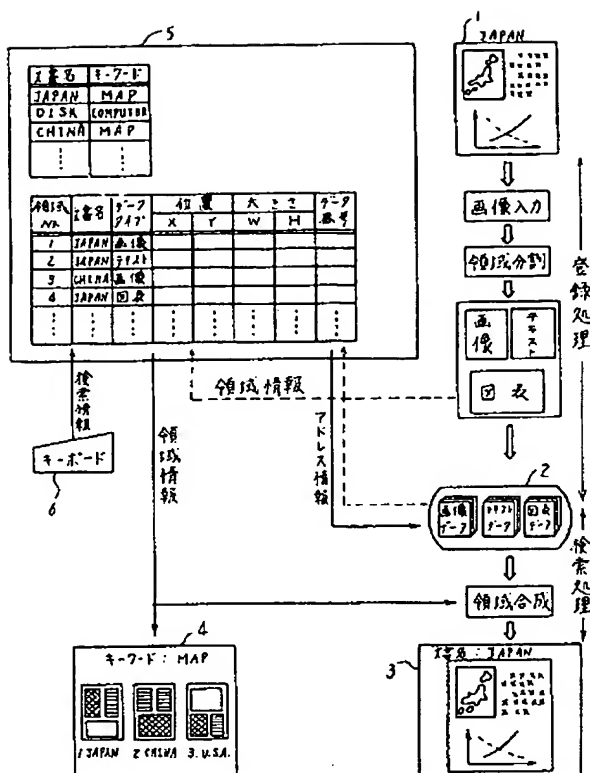 5
文書名 キーワード
JAPAN MAP
DISK COMPUTER
CHINA MAP
領域No. 文書名 データタイプ 位置 大きさ データ番号
X Y W H
1 JAPAN 画像
2 JAPAN テキスト
3 CHINA 画像
4 JAPAN 図表
検索情報
キーボード
6
領域情報
領域情報
アドレス情報
1
JAPAN
画像入力
領域分割
画像
テキスト
図表
登録処理
2
画像データ
テキストデータ
図表データ
検索処理
領域合成
4
キーワード: MAP
1 JAPAN 2 CHINA 3. U.S.A.
3
文書名: JAPAN